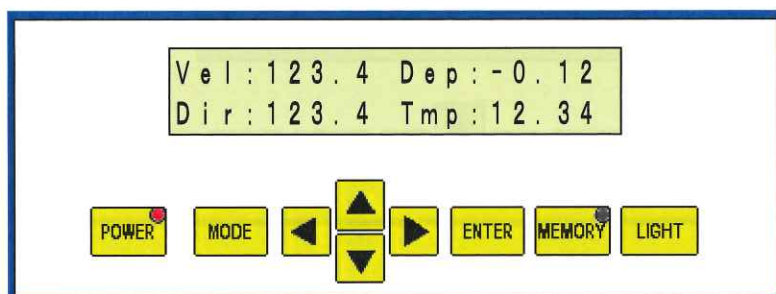 Vel:123.4 Dep:-0.12
Dir:123.4 Tmp:12.34
POWER MODE ENTER MEMORY LIGHT